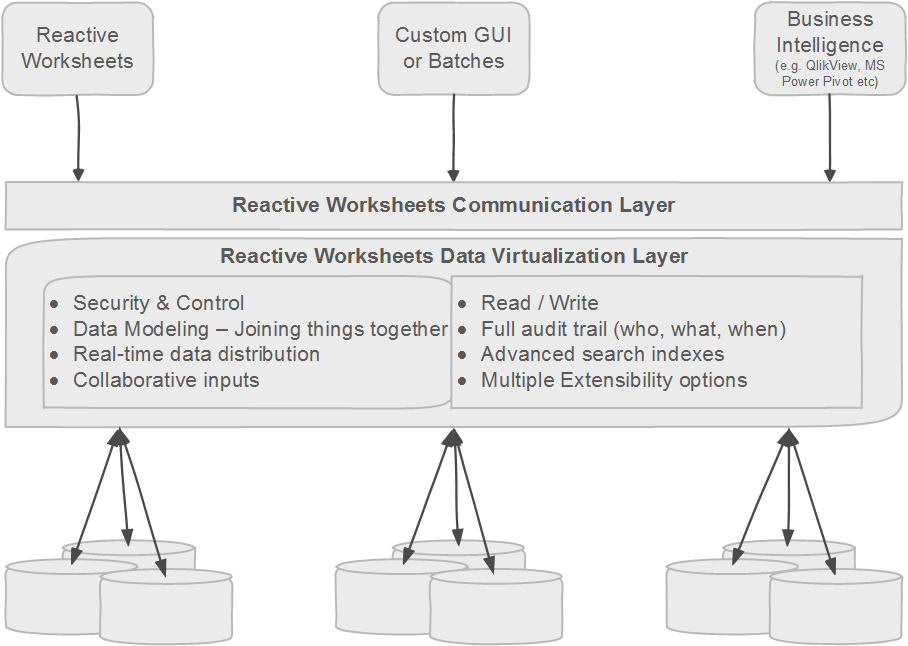 Reactive
Worksheets
Custom GUI
or Batches
Business
Intelligence
(e.g. QlikView, MS
Power Pivot etc)
Reactive Worksheets Communication Layer
Reactive Worksheets Data Virtualization Layer
• Security & Control
• Data Modeling – Joining things together
• Real-time data distribution
• Collaborative inputs
• Read / Write
• Full audit trail (who, what, when)
• Advanced search indexes
• Multiple Extensibility options